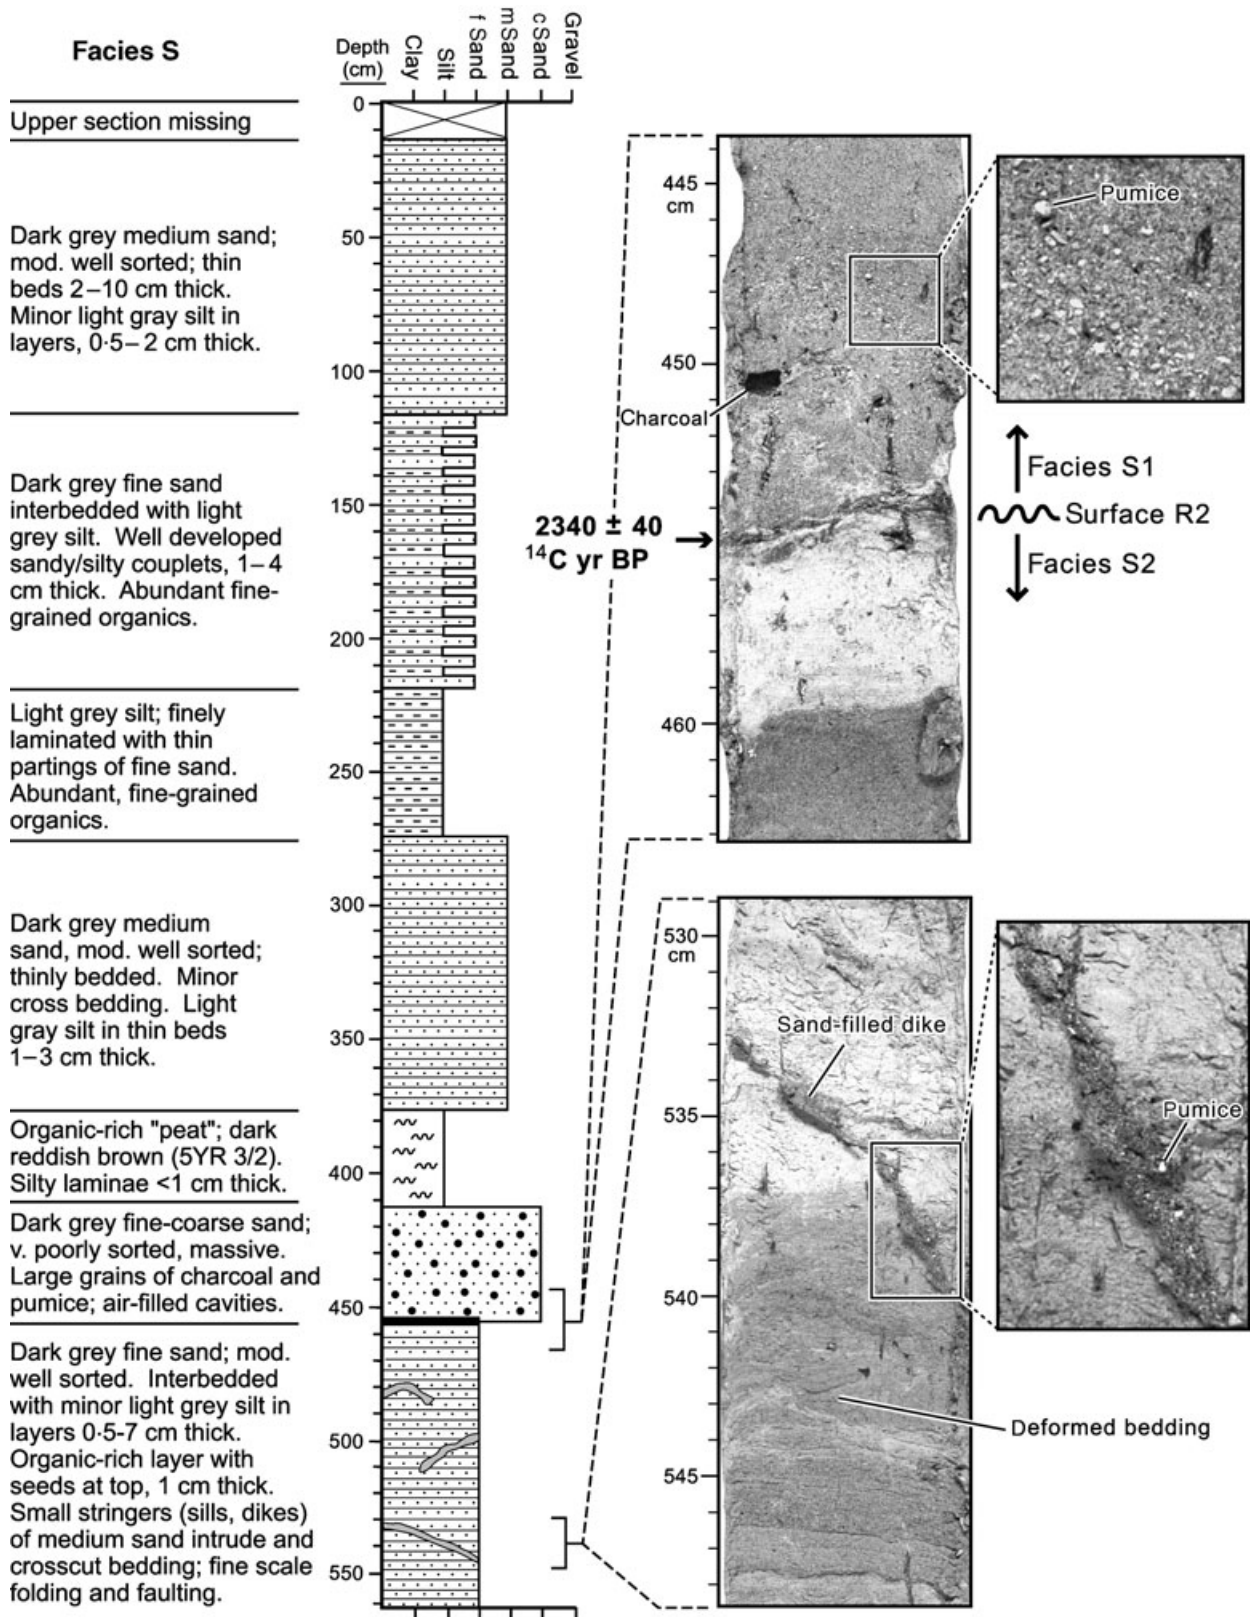 Facies S
Depth
(cm)
Clay
Silt
f Sand
m Sand
c Sand
Gravel
0
50
100
150
200
250
300
350
400
450
500
550
Upper section missing
Dark grey medium sand;
mod. well sorted; thin
beds 2–10 cm thick.
Minor light gray silt in
layers, 0·5–2 cm thick.
Dark grey fine sand
interbedded with light
grey silt. Well developed
sandy/silty couplets, 1–4
cm thick. Abundant fine-
grained organics.
Light grey silt; finely
laminated with thin
partings of fine sand.
Abundant, fine-grained
organics.
Dark grey medium
sand, mod. well sorted;
thinly bedded. Minor
cross bedding. Light
gray silt in thin beds
1–3 cm thick.
Organic-rich "peat"; dark
reddish brown (5YR 3/2).
Silty laminae <1 cm thick.
Dark grey fine-coarse sand;
v. poorly sorted, massive.
Large grains of charcoal and
pumice; air-filled cavities.
Dark grey fine sand; mod.
well sorted. Interbedded
with minor light grey silt in
layers 0·5-7 cm thick.
Organic-rich layer with
seeds at top, 1 cm thick.
Small stringers (sills, dikes)
of medium sand intrude and
crosscut bedding; fine scale
folding and faulting.
445
cm
450
460
Charcoal
2340 ± 40
14C yr BP
Pumice
Facies S1
Surface R2
Facies S2
530
cm
535
540
545
Sand-filled dike
Pumice
Deformed bedding